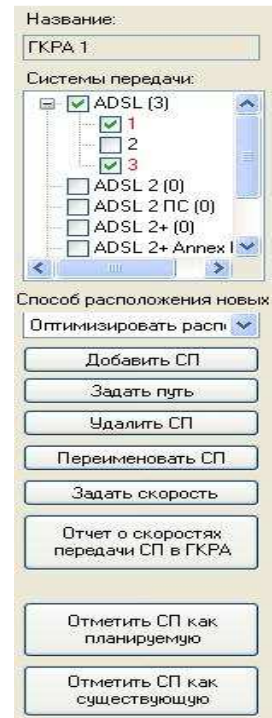 Название:
ГКРА 1
Системы передачи:
ADSL (3)
1
2
3
ADSL 2 (0)
ADSL 2 ПС (0)
ADSL 2+ (0)
ADSL 2+ Annex
Способ расположения новых
Оптимизировать расп
Добавить СП
Задать путь
Удалить СП
Переименовать СП
Задать скорость
Отчет о скоростях
передачи СП в ГКРА
Отметить СП как
планируемую
Отметить СП как
существующую